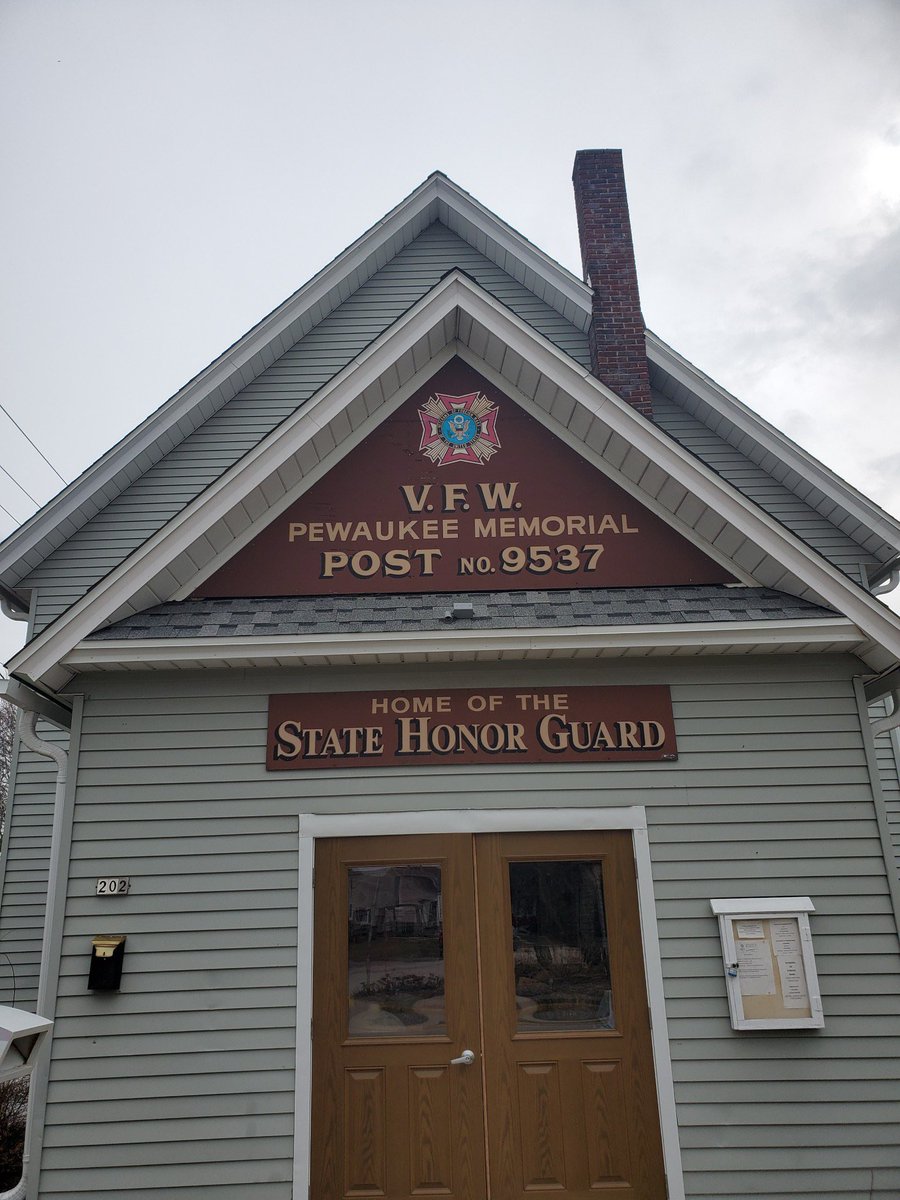 V.F.W.
PEWAUKEE MEMORIAL
POST NO. 9537
HOME OF THE
STATE HONOR GUARD
202